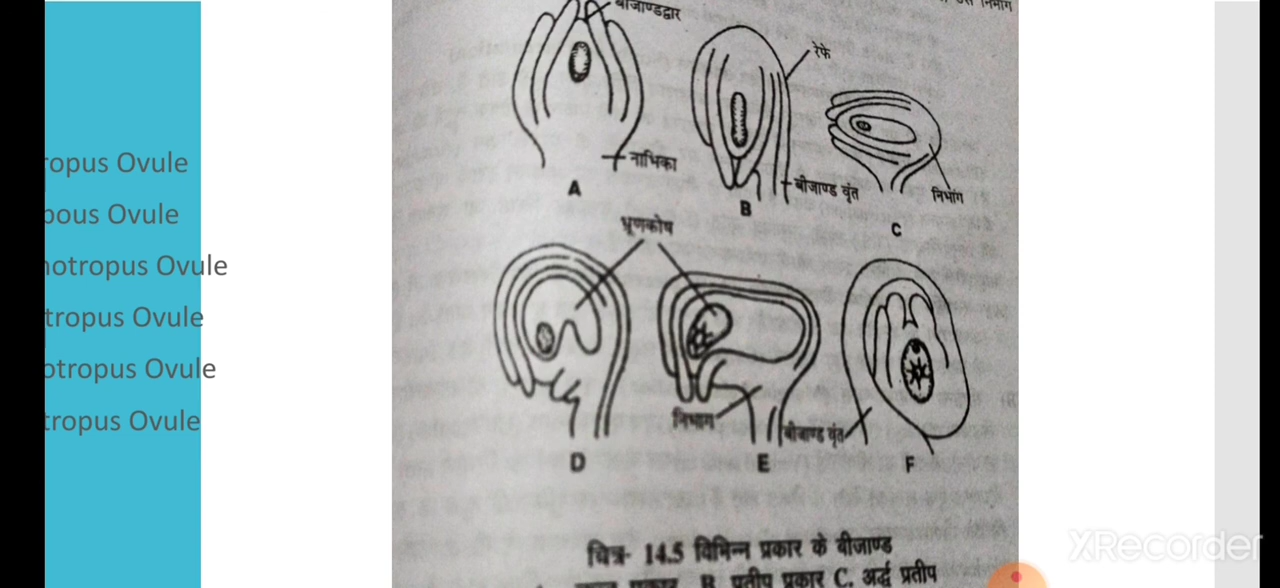 ropus Ovule
pous Ovule
notropus Ovule
tropus Ovule
otropus Ovule
tropus Ovule
निभाग
बीजाण्डद्वार
रेफे
नाभिका
बीजाण्ड वृंत
निभांग
A
B
C
भ्रूणकोष
निभाग
बीजाण्ड वृंत
D
E
F
चित्र- 14.5 विभिन्न प्रकार के बीजाण्ड
प्रकार B. प्रतीप प्रकार C. अर्द्ध प्रतीप
XRecorder